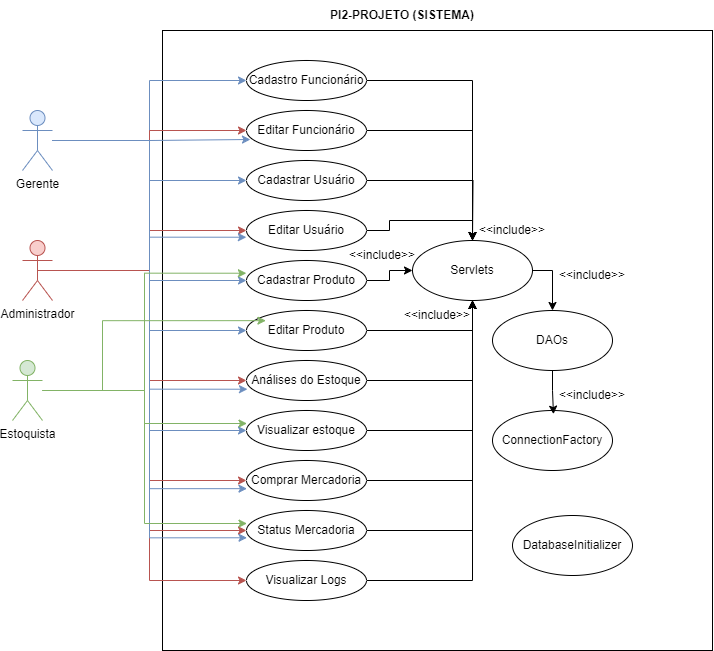 PI2-PROJETO (SISTEMA)
Cadastro Funcionário
Editar Funcionário
Gerente
Cadastrar Usuário
Editar Usuário
<<include>>
<<include>>
Servlets
<<include>>
Cadastrar Produto
Administrador
<<include>>
Editar Produto
DAOs
Análises do Estoque
<<include>>
Estoquista
Visualizar estoque
ConnectionFactory
Comprar Mercadoria
Status Mercadoria
DatabaseInitializer
Visualizar Logs